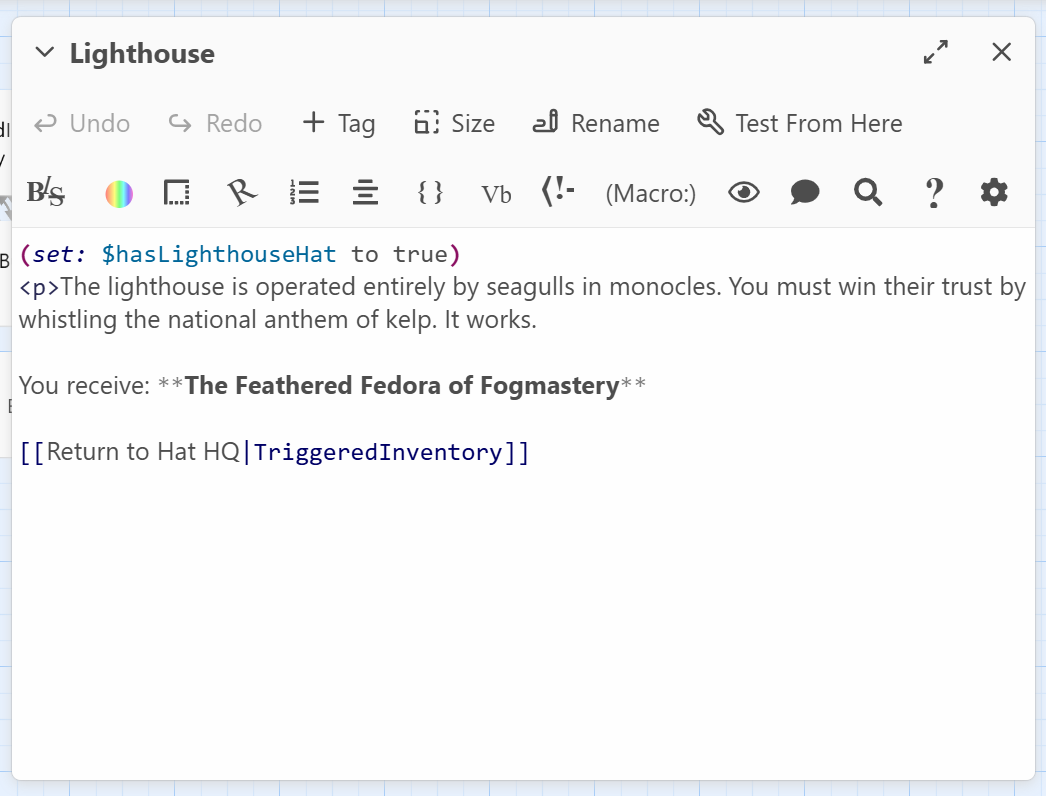 Lighthouse
Undo Redo + Tag Size Rename Test From Here
B/S Vb (Macro:) ?
(set: $hasLighthouseHat to true)
<p>The lighthouse is operated entirely by seagulls in monocles. You must win their trust by
whistling the national anthem of kelp. It works.
You receive: **The Feathered Fedora of Fogmastery**
[[Return to Hat HQ|TriggeredInventory]]